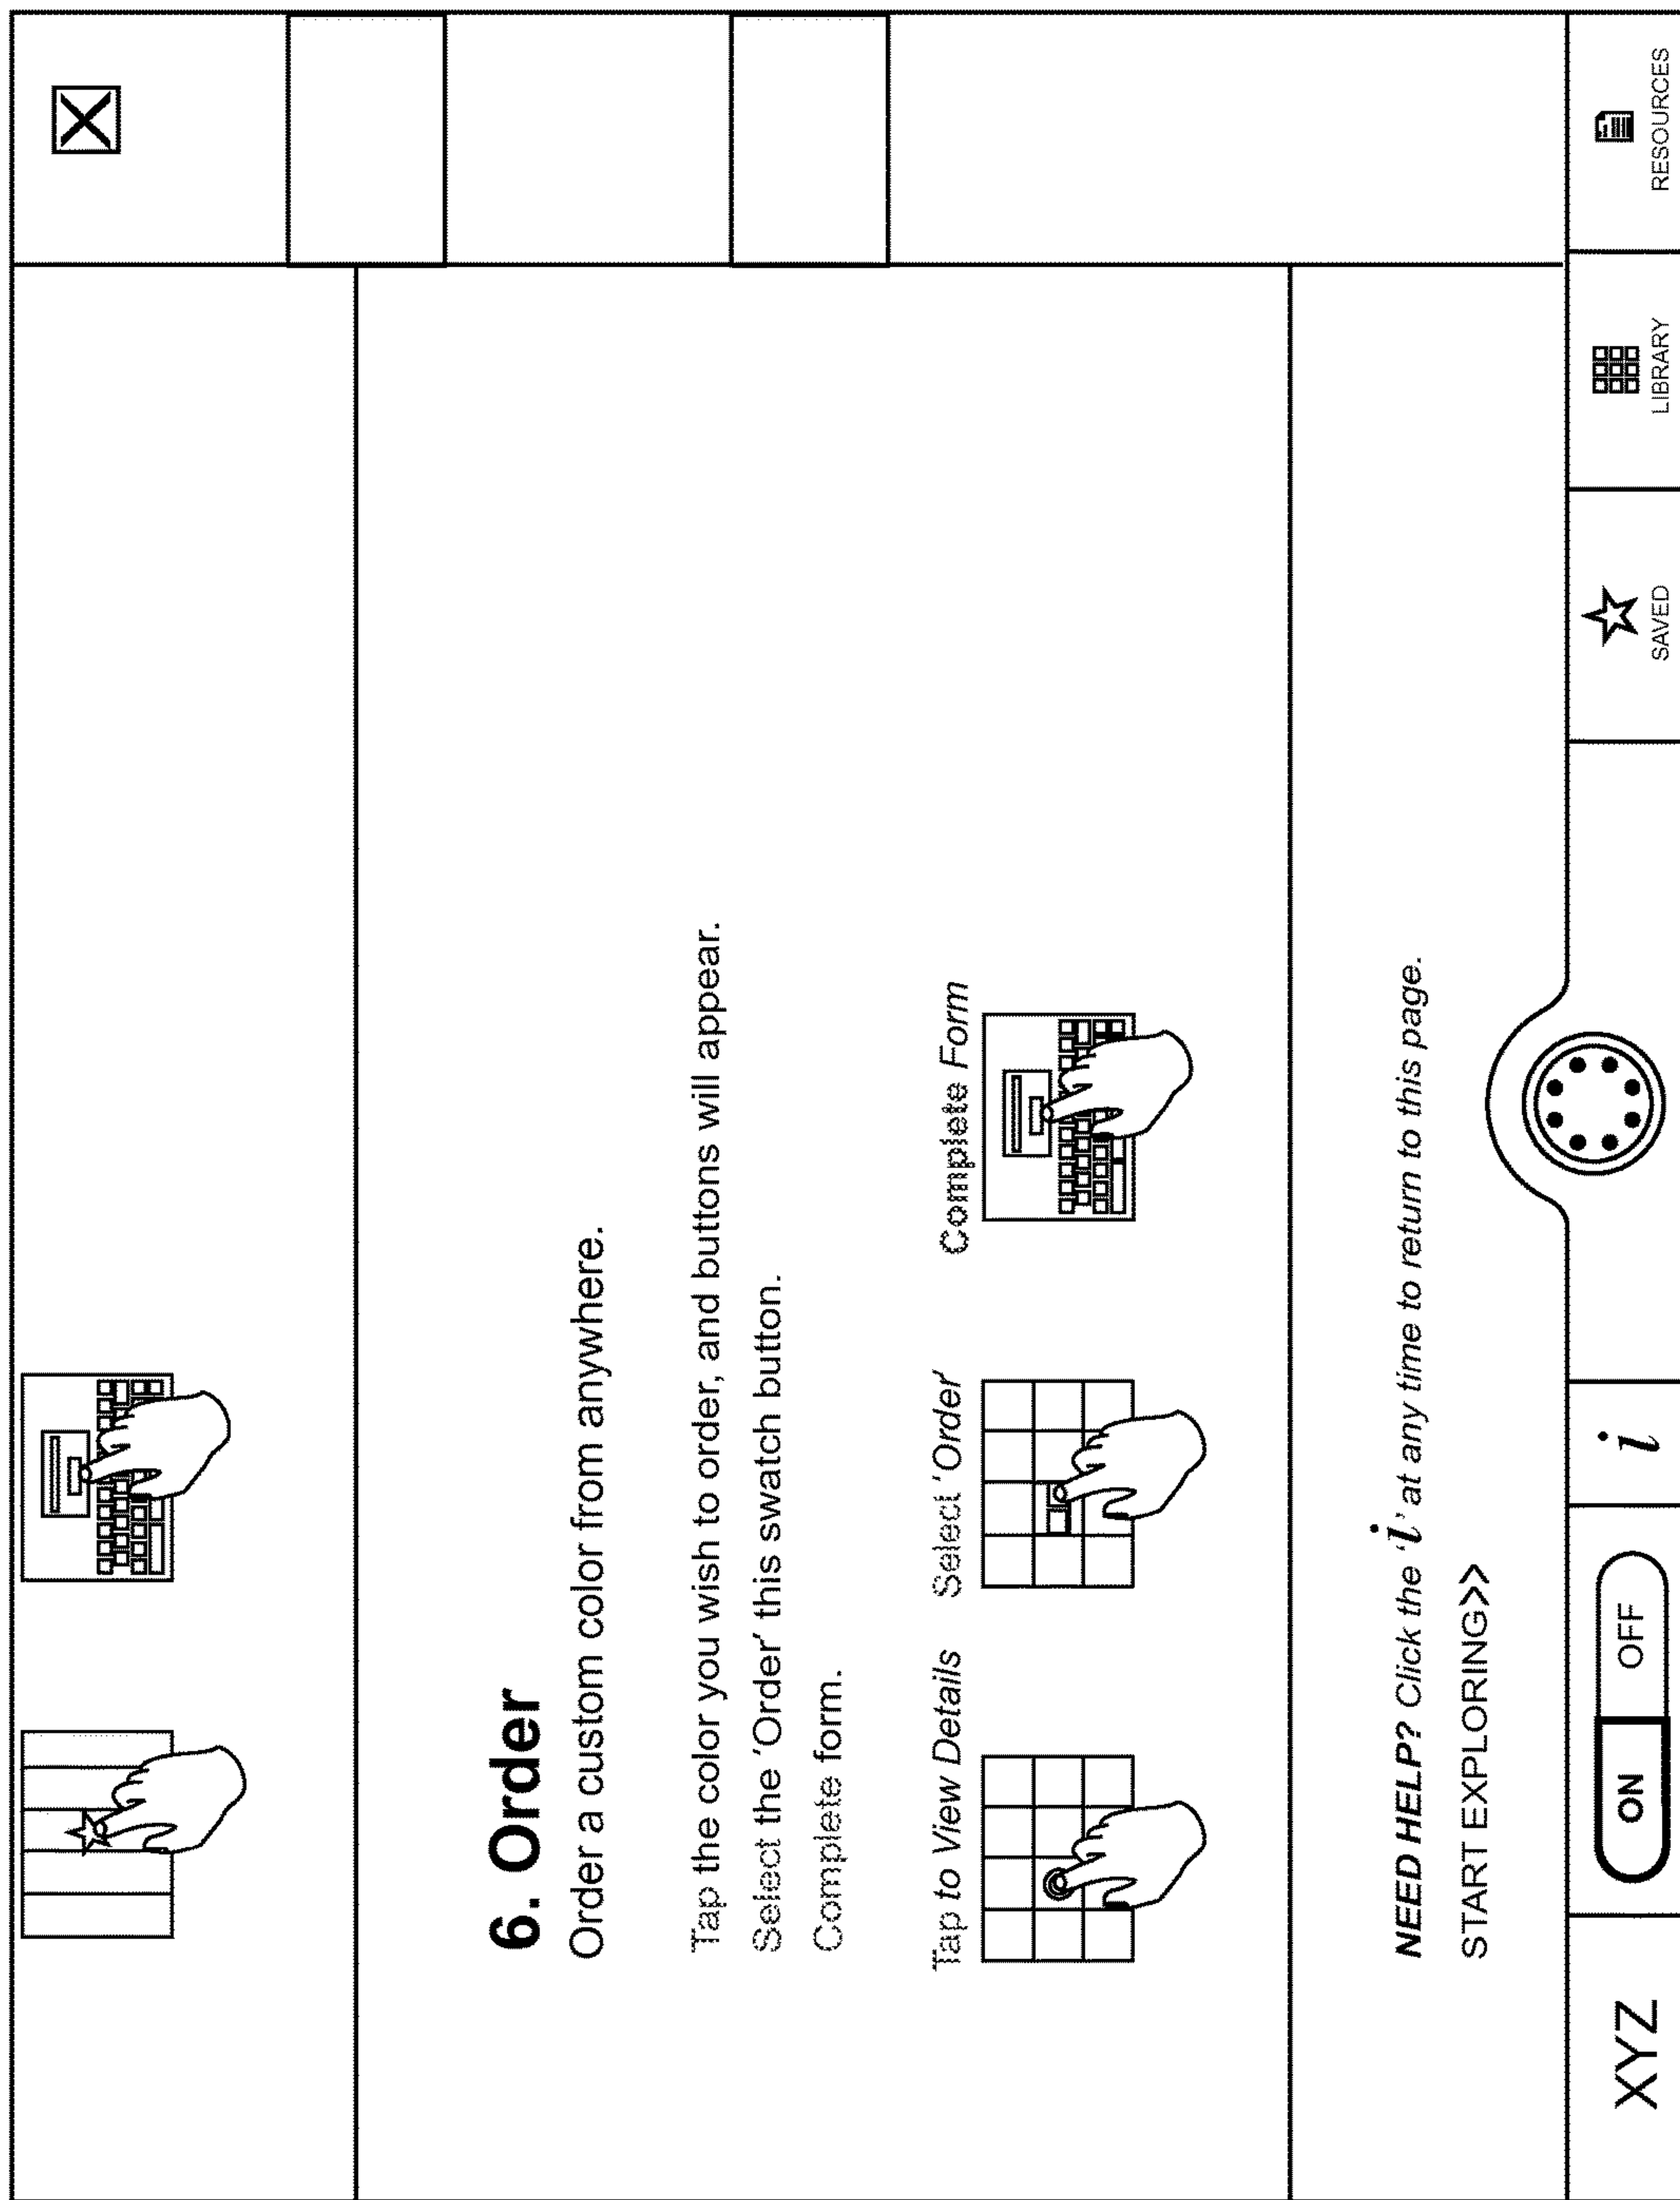 6. Order
Order a custom color from anywhere.
Tap the color you wish to order, and buttons will appear.
Select the 'Order' this swatch button.
Complete form.
Tap to View Details
Select 'Order'
Complete Form
NEED HELP? Click the 'i' at any time to return to this page.
START EXPLORING>>
XYZ
ON
OFF
i
SAVED
LIBRARY
RESOURCES